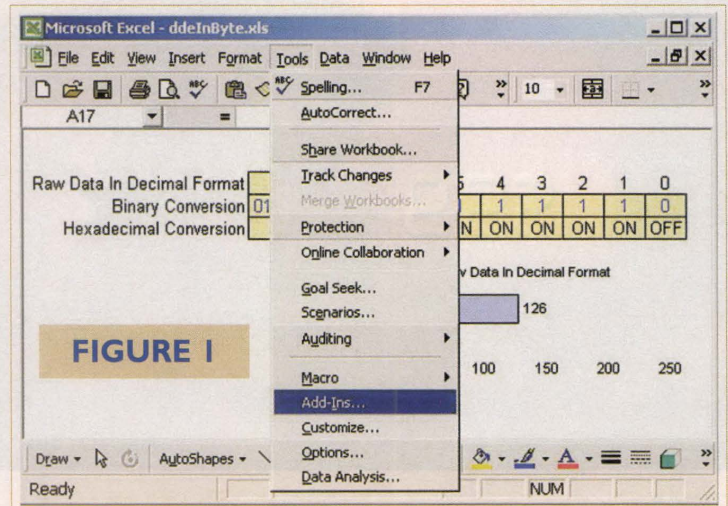 Microsoft Excel - ddeInByte.xls
File Edit View Insert Format Tools Data Window Help
10
A17 =
Spelling... F7
AutoCorrect...
Share Workbook...
Track Changes
Merge Workbooks...
Protection
Online Collaboration
Goal Seek...
Scenarios...
Auditing
Macro
Add-Ins...
Customize...
Options...
Data Analysis...
5 4 3 2 1 0
Raw Data In Decimal Format
Binary Conversion 01 1 1 1 1 0
Hexadecimal Conversion ON ON ON ON OFF
Data In Decimal Format
126
100 150 200 250
FIGURE 1
Draw AutoShapes
Ready NUM